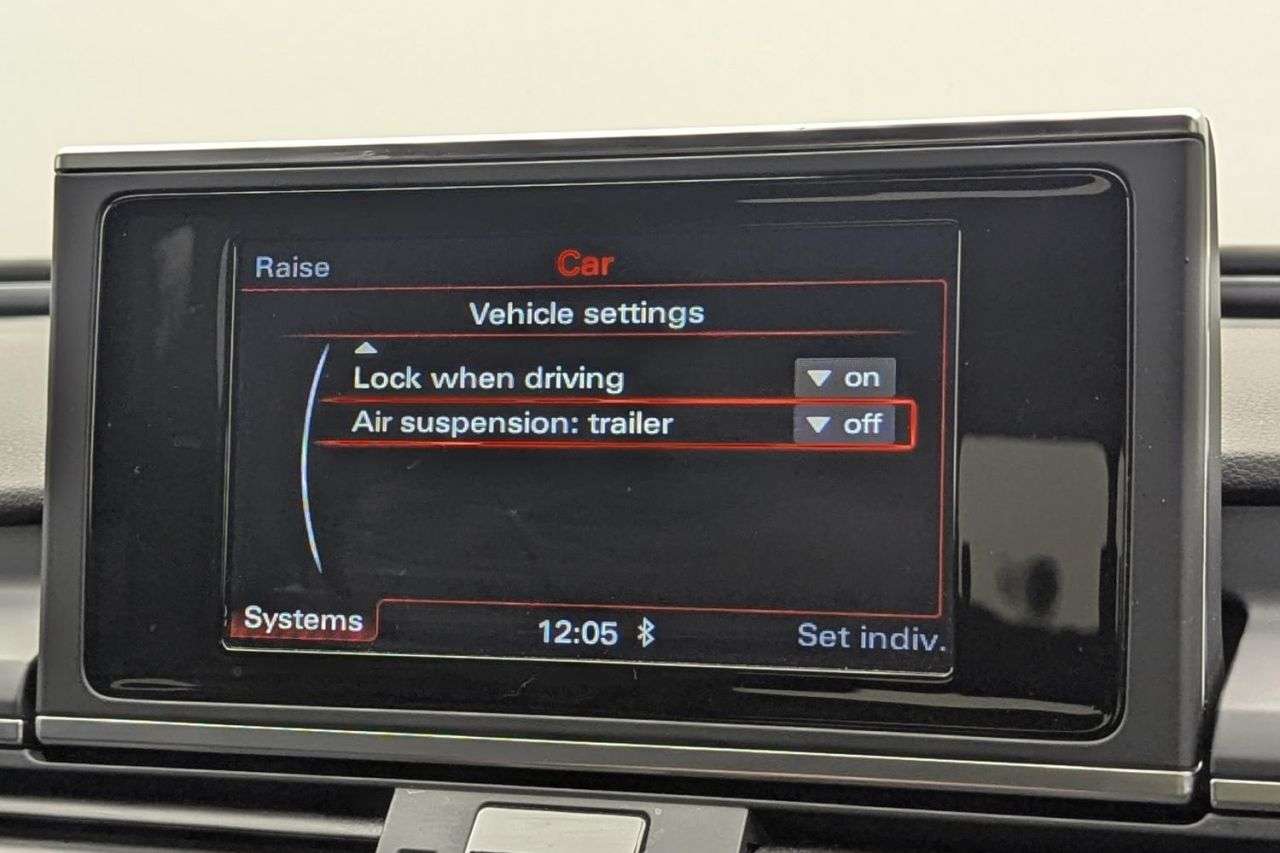 Raise Car
Vehicle settings
Lock when driving on
Air suspension: trailer off
Systems 12:05 Set indiv.